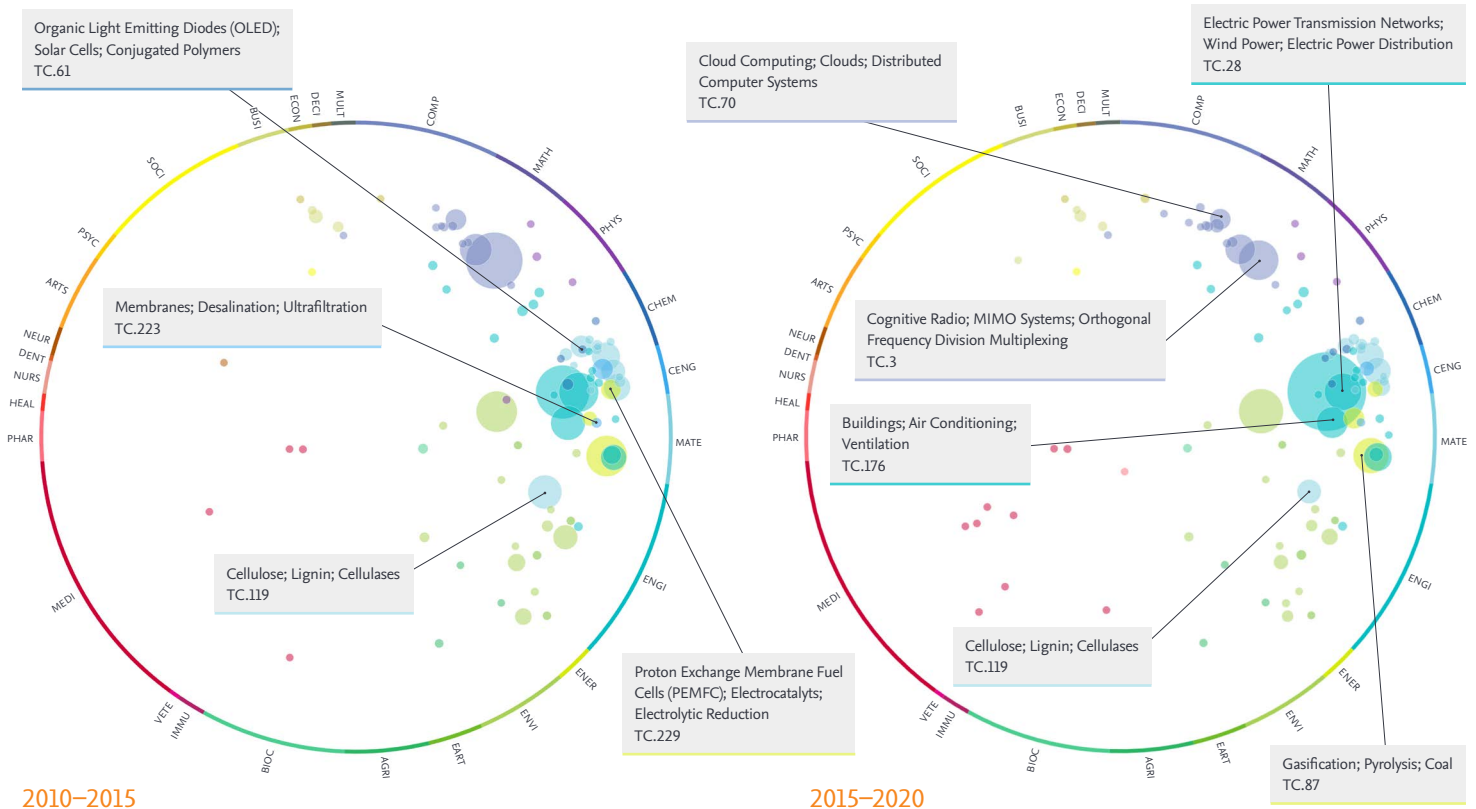 Organic Light Emitting Diodes (OLED);
Solar Cells; Conjugated Polymers
TC.61
Membranes; Desalination; Ultrafiltration
TC.223
Cellulose; Lignin; Cellulases
TC.119
Proton Exchange Membrane Fuel
Cells (PEMFC); Electrocatalyts;
Electrolytic Reduction
TC.229
COMP
MATH
PHYS
CHEM
CENG
MATE
ENGI
ENER
ENVI
EART
AGRI
BIOC
IMMU
VETE
MEDI
PHAR
HEAL
NURS
DENT
NEUR
ARTS
PSYC
SOCI
BUSI
ECON
DECI
MULT
2010–2015
Cloud Computing; Clouds; Distributed
Computer Systems
TC.70
Electric Power Transmission Networks;
Wind Power; Electric Power Distribution
TC.28
Cognitive Radio; MIMO Systems; Orthogonal
Frequency Division Multiplexing
TC.3
Buildings; Air Conditioning;
Ventilation
TC.176
Cellulose; Lignin; Cellulases
TC.119
Gasification; Pyrolysis; Coal
TC.87
COMP
MATH
PHYS
CHEM
CENG
MATE
ENGI
ENER
ENVI
EART
AGRI
BIOC
IMMU
VETE
MEDI
PHAR
HEAL
NURS
DENT
NEUR
ARTS
PSYC
SOCI
BUSI
ECON
DECI
MULT
2015–2020